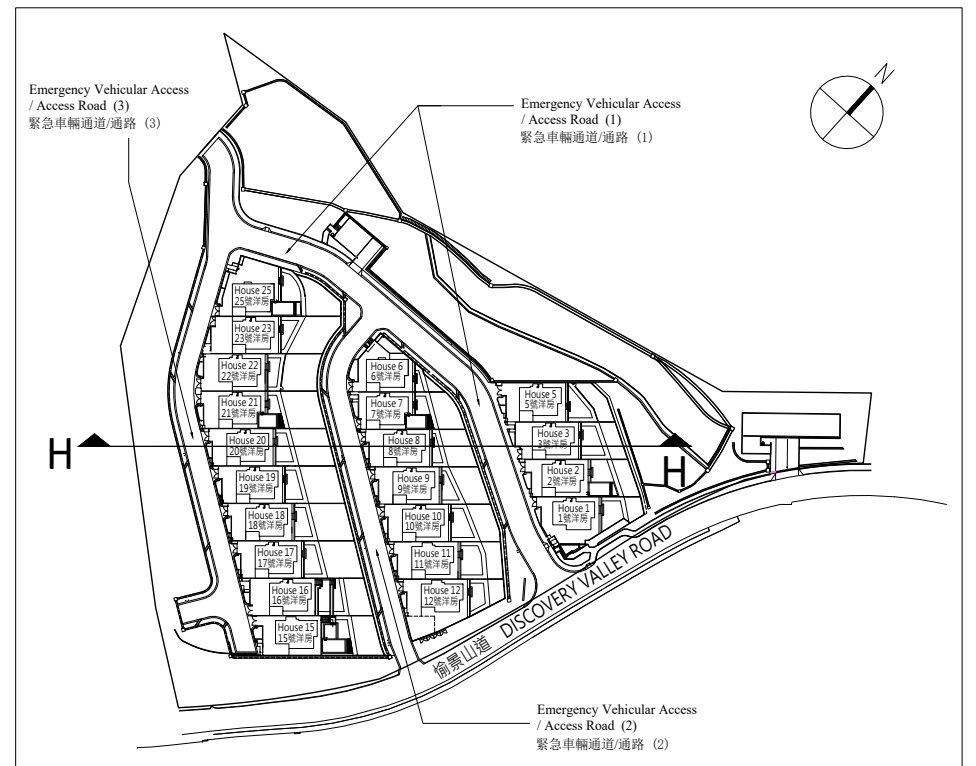 N
Emergency Vehicular Access
/ Access Road (3)
緊急車輛通道/通路 (3)
Emergency Vehicular Access
/ Access Road (1)
緊急車輛通道/通路 (1)
House 25
25號洋房
House 23
23號洋房
House 22
22號洋房
House 21
21號洋房
House 20
20號洋房
House 19
19號洋房
House 18
18號洋房
House 17
17號洋房
House 16
16號洋房
House 15
15號洋房
House 6
6號洋房
House 7
7號洋房
House 8
8號洋房
House 9
9號洋房
House 10
10號洋房
House 11
11號洋房
House 12
12號洋房
House 5
5號洋房
House 3
3號洋房
House 2
2號洋房
House 1
1號洋房
H
H
愉景山道 DISCOVERY VALLEY ROAD
Emergency Vehicular Access
/ Access Road (2)
緊急車輛通道/通路 (2)